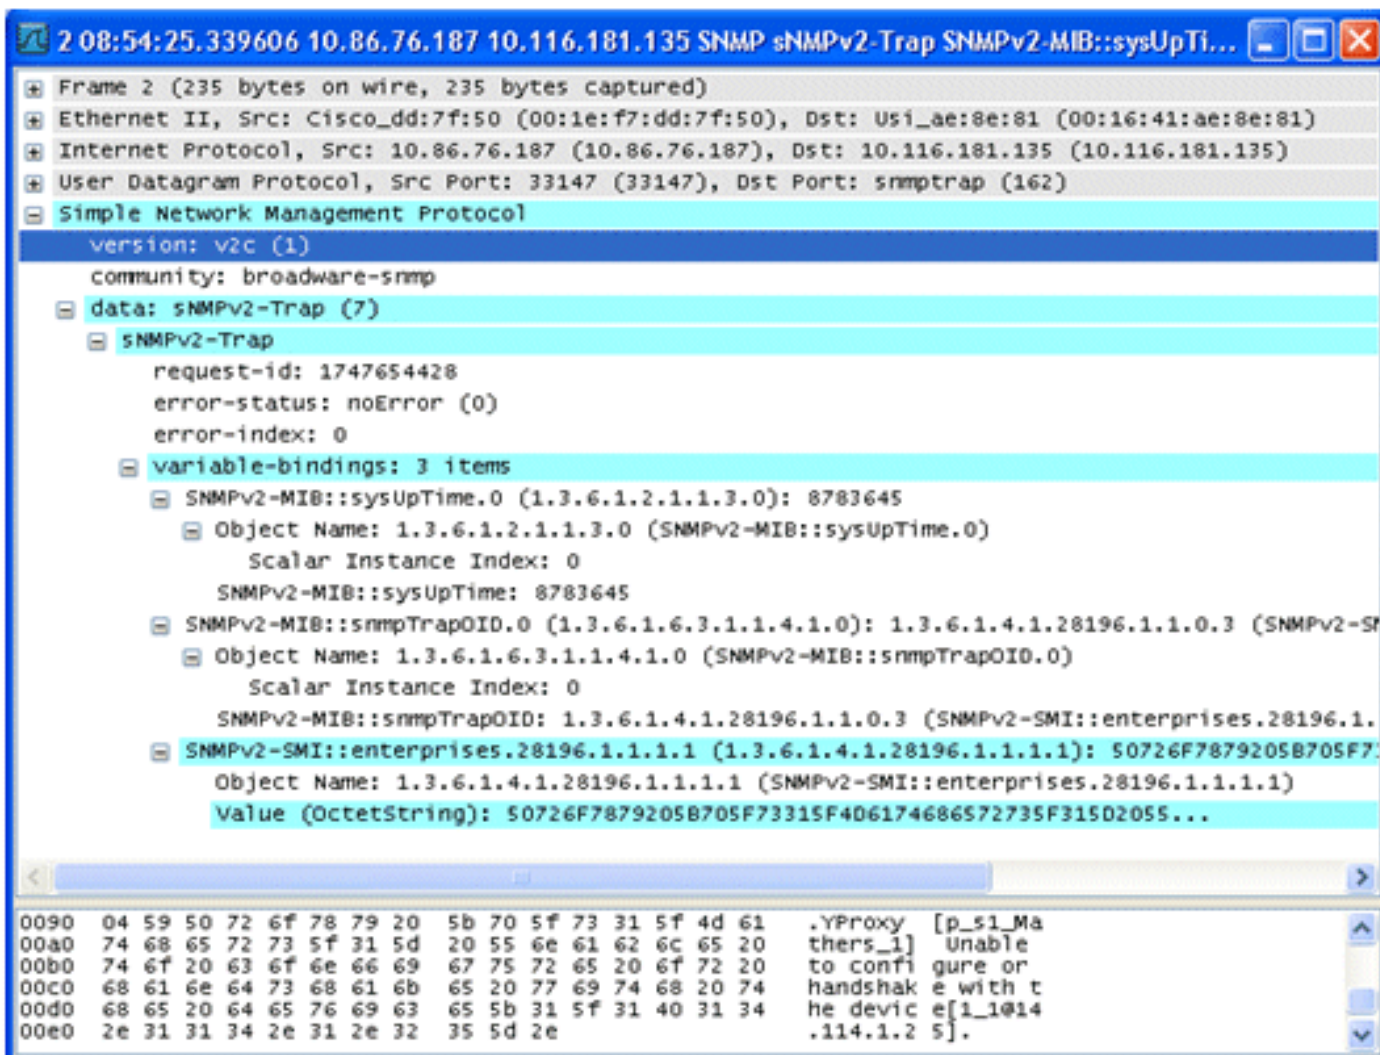 2 08:54:25.339606 10.86.76.187 10.116.181.135 SNMP sNMPv2-Trap SNMPv2-MIB::sysUpTi...
Frame 2 (235 bytes on wire, 235 bytes captured)
Ethernet II, Src: Cisco_dd:7f:50 (00:1e:f7:dd:7f:50), Dst: Usi_ae:8e:81 (00:16:41:ae:8e:81)
Internet Protocol, Src: 10.86.76.187 (10.86.76.187), Dst: 10.116.181.135 (10.116.181.135)
User Datagram Protocol, Src Port: 33147 (33147), Dst Port: snmptrap (162)
Simple Network Management Protocol
version: v2c (1)
community: broadware-snmp
data: sNMPv2-Trap (7)
sNMPv2-Trap
request-id: 1747654428
error-status: noError (0)
error-index: 0
variable-bindings: 3 items
SNMPv2-MIB::sysUpTime.0 (1.3.6.1.2.1.1.3.0): 8783645
Object Name: 1.3.6.1.2.1.1.3.0 (SNMPv2-MIB::sysUpTime.0)
Scalar Instance Index: 0
SNMPv2-MIB::sysUpTime: 8783645
SNMPv2-MIB::snmpTrapOID.0 (1.3.6.1.6.3.1.1.4.1.0): 1.3.6.1.4.1.28196.1.1.0.3 (SNMPv2-S
Object Name: 1.3.6.1.6.3.1.1.4.1.0 (SNMPv2-MIB::snmpTrapOID.0)
Scalar Instance Index: 0
SNMPv2-MIB::snmpTrapOID: 1.3.6.1.4.1.28196.1.1.0.3 (SNMPv2-SMI::enterprises.28196.1.
SNMPv2-SMI::enterprises.28196.1.1.1.1 (1.3.6.1.4.1.28196.1.1.1.1): 50726F7879205B705F73
Object Name: 1.3.6.1.4.1.28196.1.1.1.1 (SNMPv2-SMI::enterprises.28196.1.1.1.1)
Value (OctetString): 50726F7879205B705F73315F4D6174686572735F315D2055...
0090 04 59 50 72 6f 78 79 20 5b 70 5f 73 31 5f 4d 61 .YProxy [p_s1_Ma
00a0 74 68 65 72 73 5f 31 5d 20 55 6e 61 62 6c 65 20 thers_1] Unable
00b0 74 6f 20 63 6f 6e 66 69 67 75 72 65 20 6f 72 20 to confi gure or
00c0 68 61 6e 64 73 68 61 6b 65 20 77 69 74 68 20 74 handshak e with t
00d0 68 65 20 64 65 76 69 63 65 5b 31 5f 31 40 31 34 he devic e[1_1@14
00e0 2e 31 31 34 2e 31 2e 32 35 5d 2e .114.1.2 5].